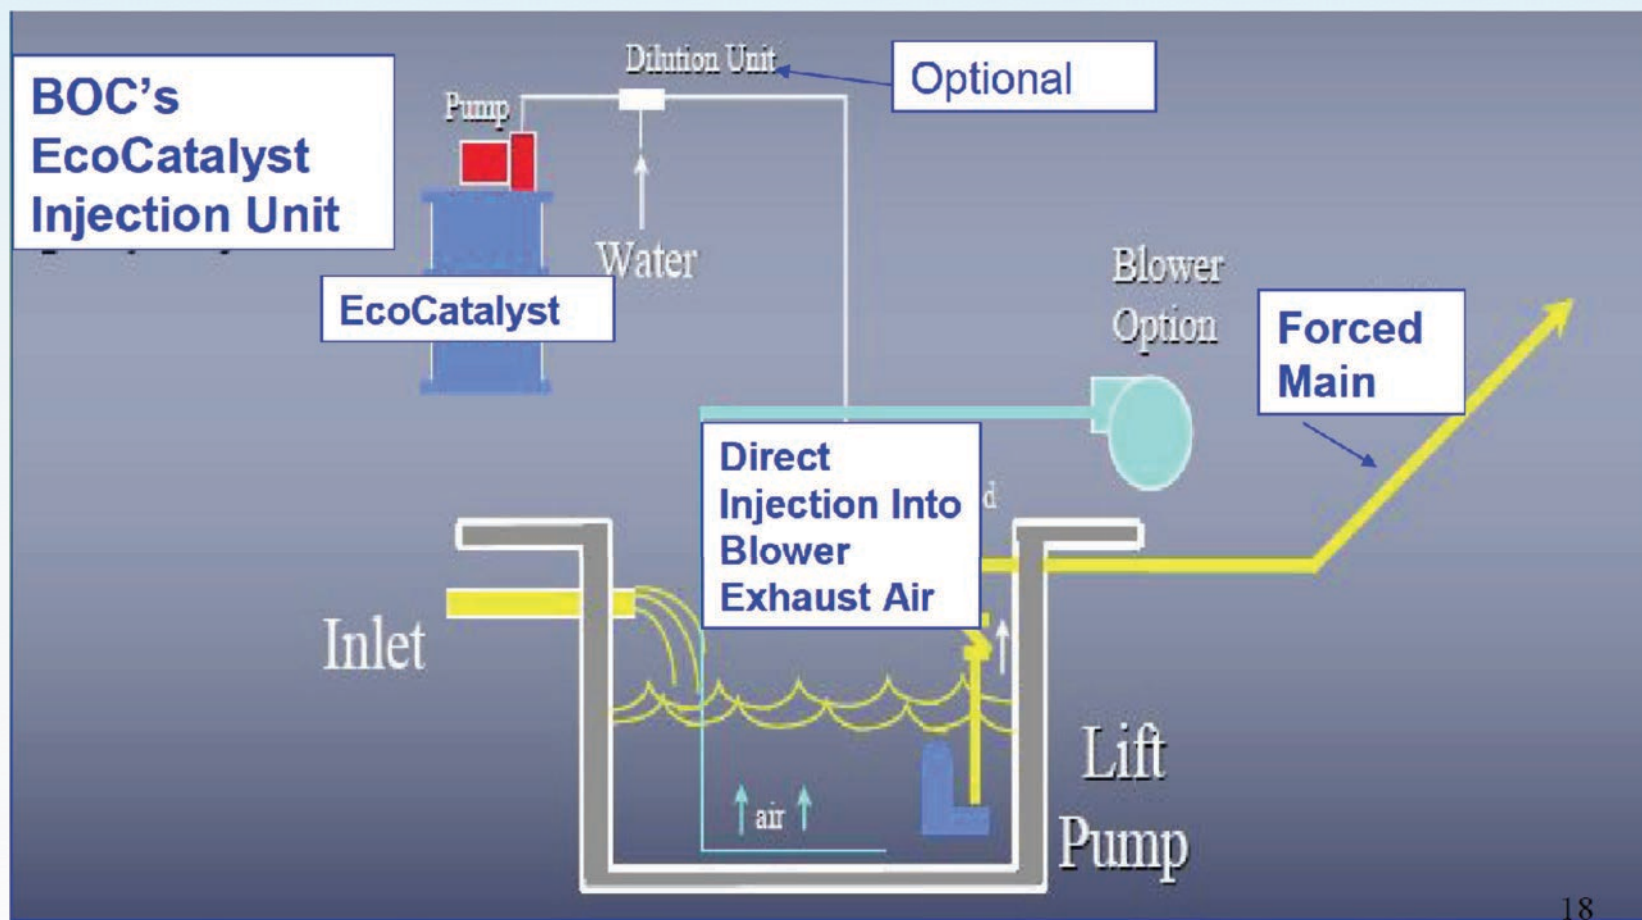 Dilution Unit
Optional
BOC's
EcoCatalyst
Injection Unit
Pump
Water
EcoCatalyst
Blower
Option
Forced
Main
Direct
Injection Into
Blower
Exhaust Air
d
Inlet
air
Lift
Pump
18